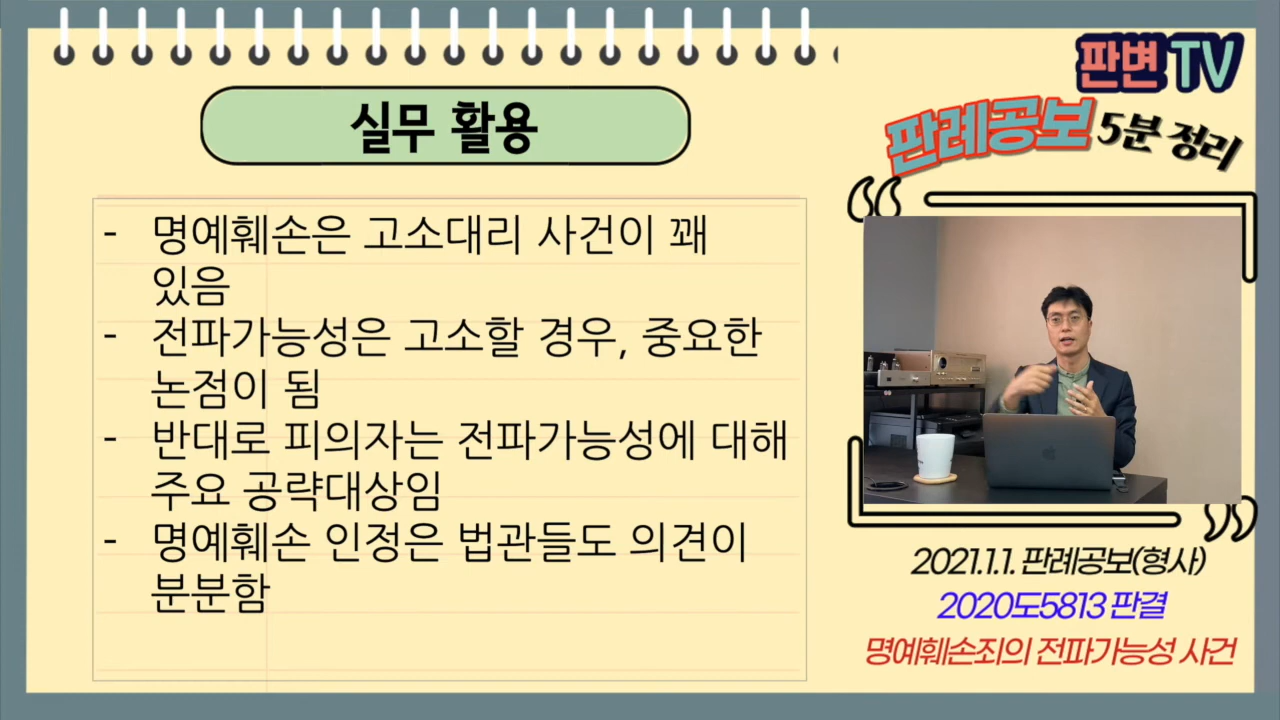 판변 TV
판례공보 5분 정리
실무 활용
- 명예훼손은 고소대리 사건이 꽤
있음
- 전파가능성은 고소할 경우, 중요한
논점이 됨
- 반대로 피의자는 전파가능성에 대해
주요 공략대상임
- 명예훼손 인정은 법관들도 의견이
분분함
2021.1.1. 판례공보(형사)
2020도5813 판결
명예훼손죄의 전파가능성 사건